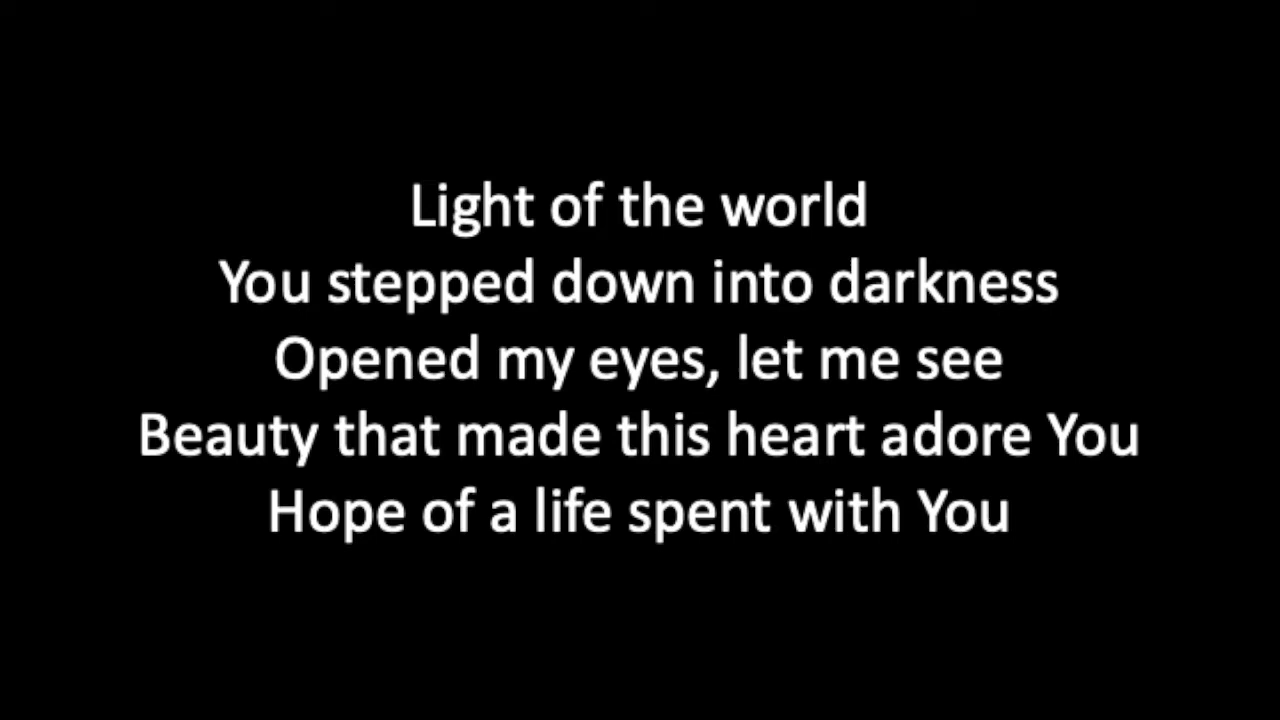 Light of the world
You stepped down into darkness
Opened my eyes, let me see
Beauty that made this heart adore You
Hope of a life spent with You